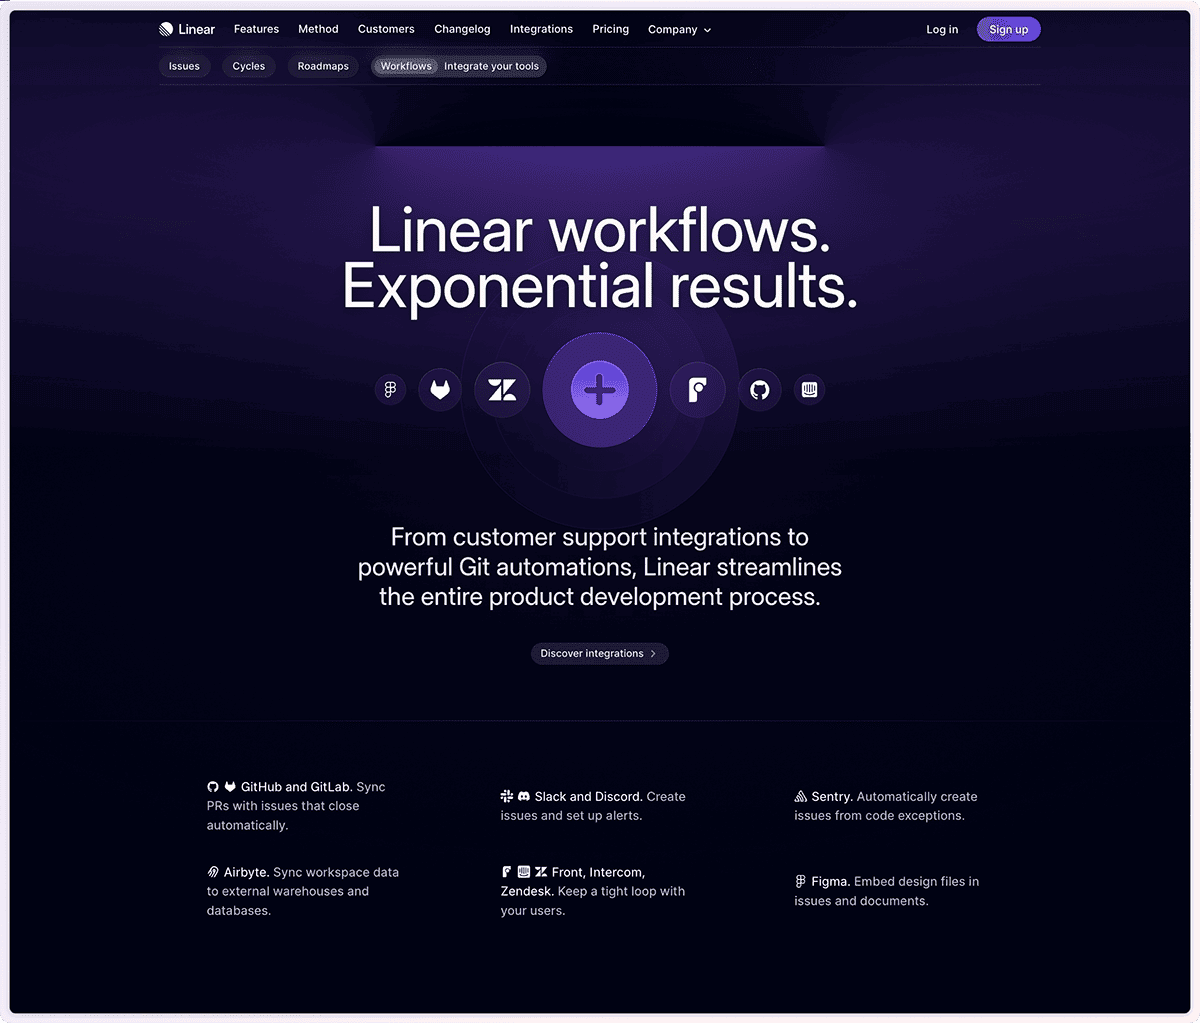 Linear Features Method Customers Changelog Integrations Pricing Company Log in Sign up
Issues Cycles Roadmaps Workflows Integrate your tools
Linear workflows.
Exponential results.
From customer support integrations to
powerful Git automations, Linear streamlines
the entire product development process.
Discover integrations
GitHub and GitLab. Sync
PRs with issues that close
automatically.
Slack and Discord. Create
issues and set up alerts.
Sentry. Automatically create
issues from code exceptions.
Airbyte. Sync workspace data
to external warehouses and
databases.
Front, Intercom,
Zendesk. Keep a tight loop with
your users.
Figma. Embed design files in
issues and documents.